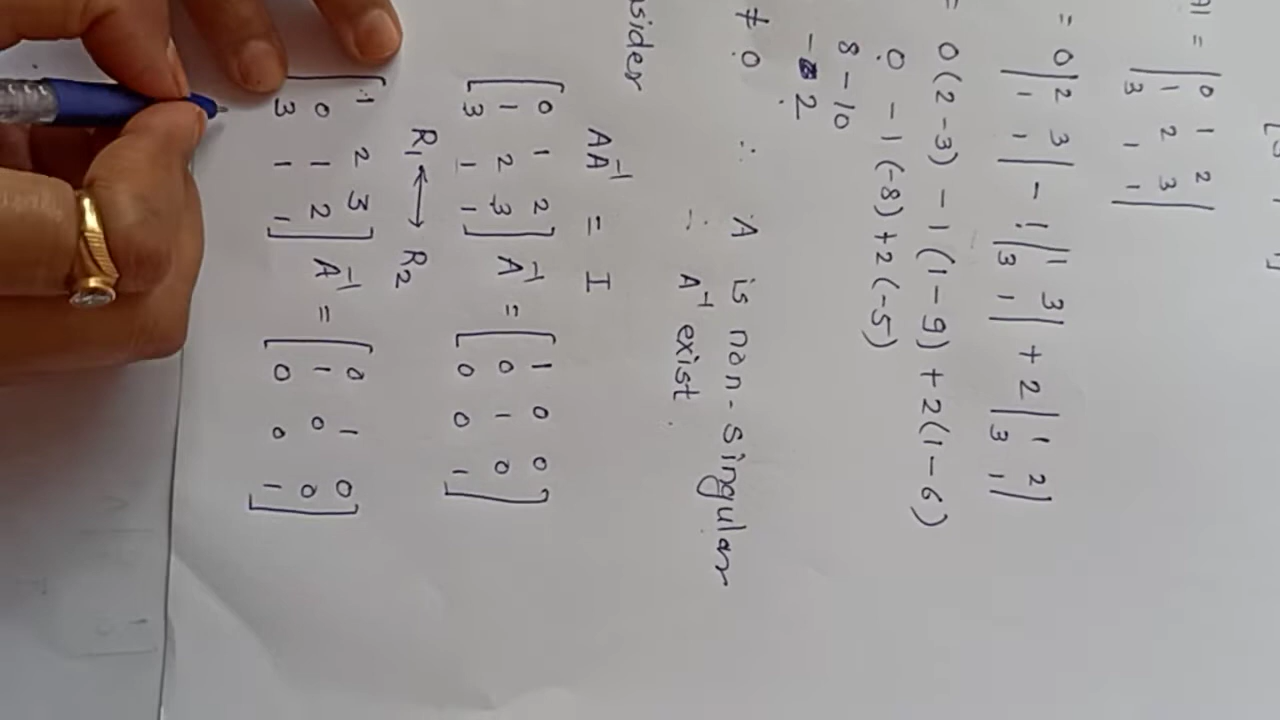 A| = | 0 1 2 |
| 1 2 3 |
| 3 1 1 |
= 0 | 2 3 | - 1 | 1 3 | + 2 | 1 2 |
| 1 1 | | 3 1 | | 3 1 |
= 0 (2-3) - 1 (1-9) + 2 (1-6)
0 - 1 (-8) + 2 (-5)
8 - 10
- 2
≠ 0 ∴ A is non-singular
∴ A⁻¹ exist.
sider
AA⁻¹ = I
[ 0 1 2 ] [ 1 0 0 ]
[ 1 2 3 ] A⁻¹ = [ 0 1 0 ]
[ 3 1 1 ] [ 0 0 1 ]
R₁ ↔ R₂
[ 1 2 3 ] [ 0 1 0 ]
[ 0 1 2 ] A⁻¹ = [ 1 0 0 ]
[ 3 1 1 ] [ 0 0 1 ]